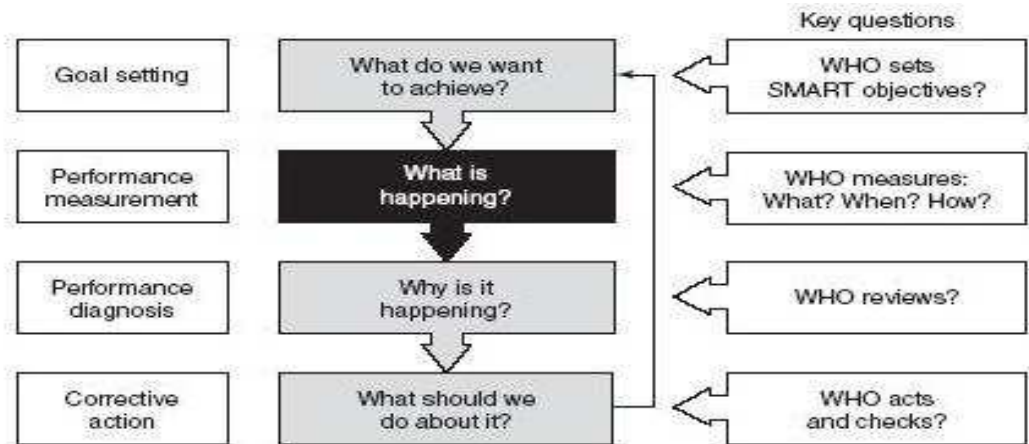 Key questions
Goal setting
What do we want
to achieve?
WHO sets
SMART objectives?
Performance
measurement
What is
happening?
WHO measures:
What? When? How?
Performance
diagnosis
Why is it
happening?
WHO reviews?
Corrective
action
What should we
do about it?
WHO acts
and checks?